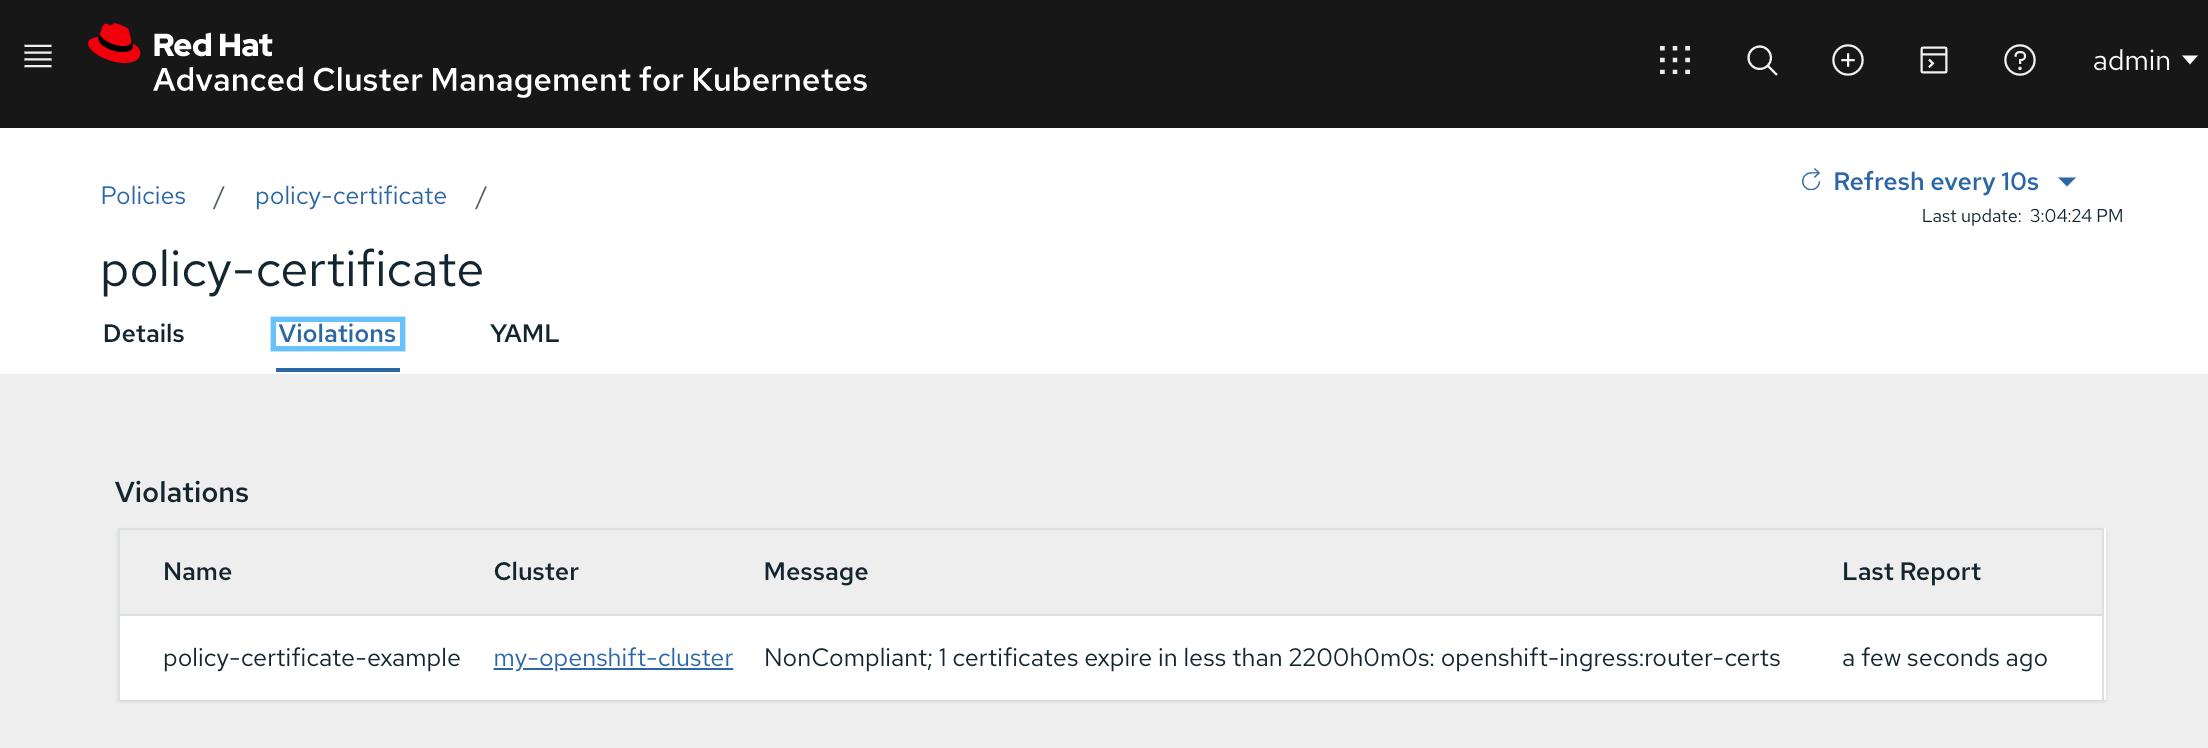 Red Hat
Advanced Cluster Management for Kubernetes
admin
Policies / policy-certificate /
Refresh every 10s
Last update: 3:04:24 PM
policy-certificate
Details Violations YAML
Violations
Name Cluster Message Last Report
policy-certificate-example my-openshift-cluster NonCompliant; 1 certificates expire in less than 2200h0m0s: openshift-ingress:router-certs a few seconds ago